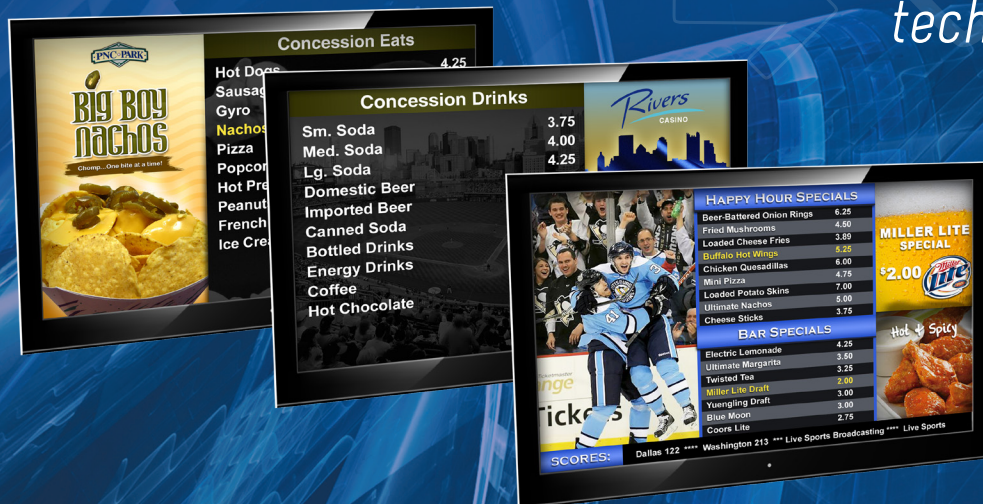 tech
PNC PARK
BIG BOY
NACHOS
Chomp...One bite at a time!
Concession Eats
Hot Dogs 4.25
Sausag
Gyro
Nachos
Pizza
Popcor
Hot Pre
Peanut
French
Ice Cre
Concession Drinks
Sm. Soda 3.75
Med. Soda 4.00
Lg. Soda 4.25
Domestic Beer
Imported Beer
Canned Soda
Bottled Drinks
Energy Drinks
Coffee
Hot Chocolate
Rivers
CASINO
HAPPY HOUR SPECIALS
Beer-Battered Onion Rings 6.25
Fried Mushrooms 4.50
Loaded Cheese Fries 3.89
Buffalo Hot Wings 5.25
Chicken Quesadillas 6.00
Mini Pizza 4.75
Loaded Potato Skins 7.00
Ultimate Nachos 5.00
Cheese Sticks 3.75
BAR SPECIALS
Electric Lemonade 4.25
Ultimate Margarita 3.50
Twisted Tea 3.25
Miller Lite Draft 2.00
Yuengling Draft 3.00
Blue Moon 3.00
Coors Lite 2.75
MILLER LITE
SPECIAL
$2.00
Miller
Lite
Hot & Spicy
41
ticketmaster
nge
Tickets
SCORES: Dallas 122 **** Washington 213 *** Live Sports Broadcasting **** Live Sports